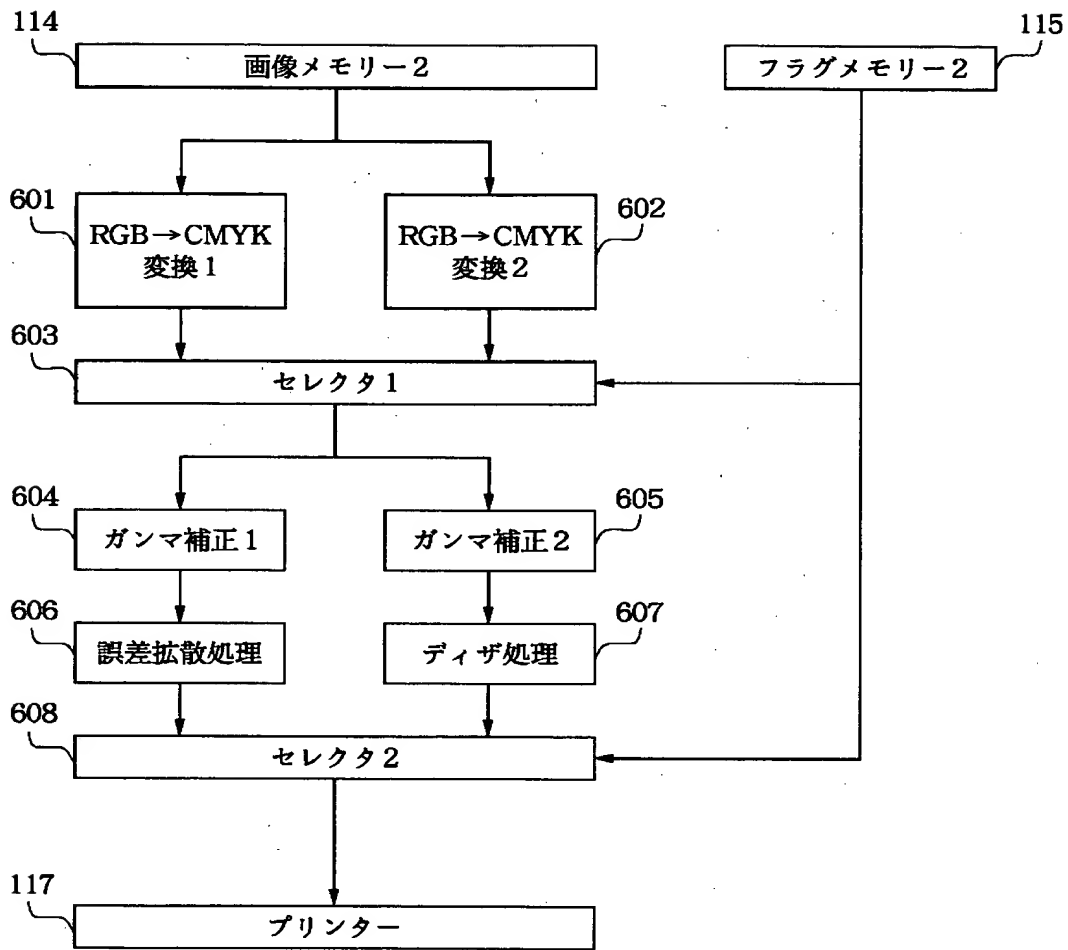 114
画像メモリー2
フラグメモリー2
115
601
RGB→CMYK
変換1
RGB→CMYK
変換2
602
603
セレクタ1
604
ガンマ補正1
ガンマ補正2
605
606
誤差拡散処理
ディザ処理
607
608
セレクタ2
117
プリンター